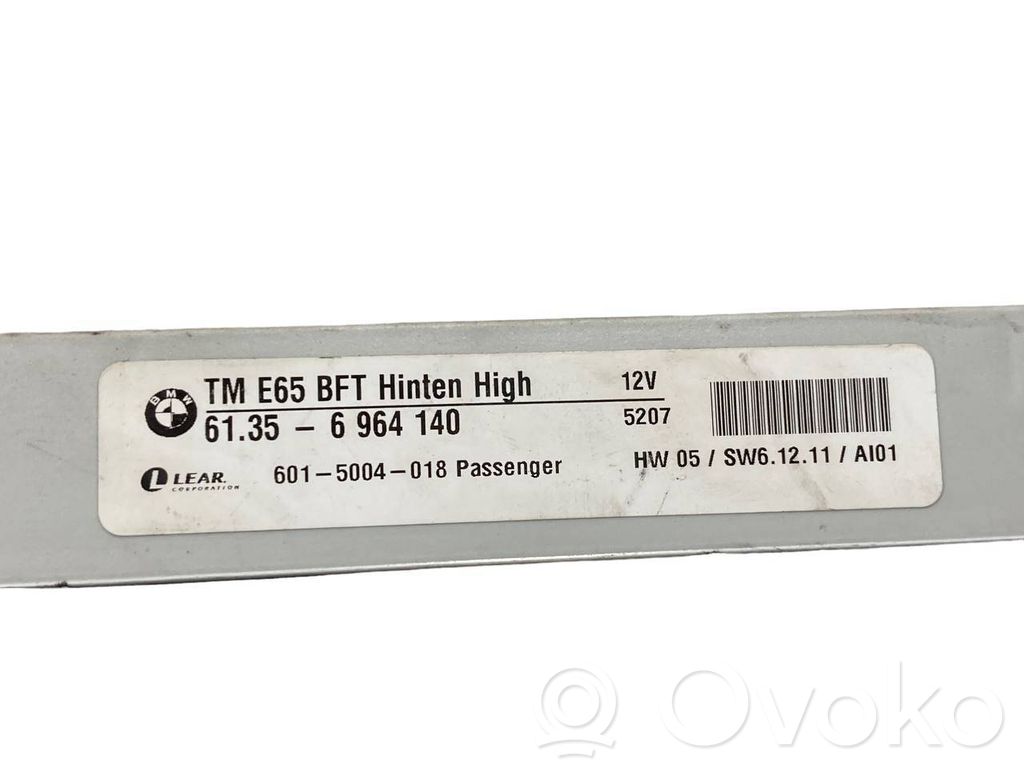 BMW
TM E65 BFT Hinten High
61.35 - 6 964 140
12V
5207
LEAR.
CORPORATION
601-5004-018 Passenger
HW 05 / SW6.12.11 / AI01
Ovoko